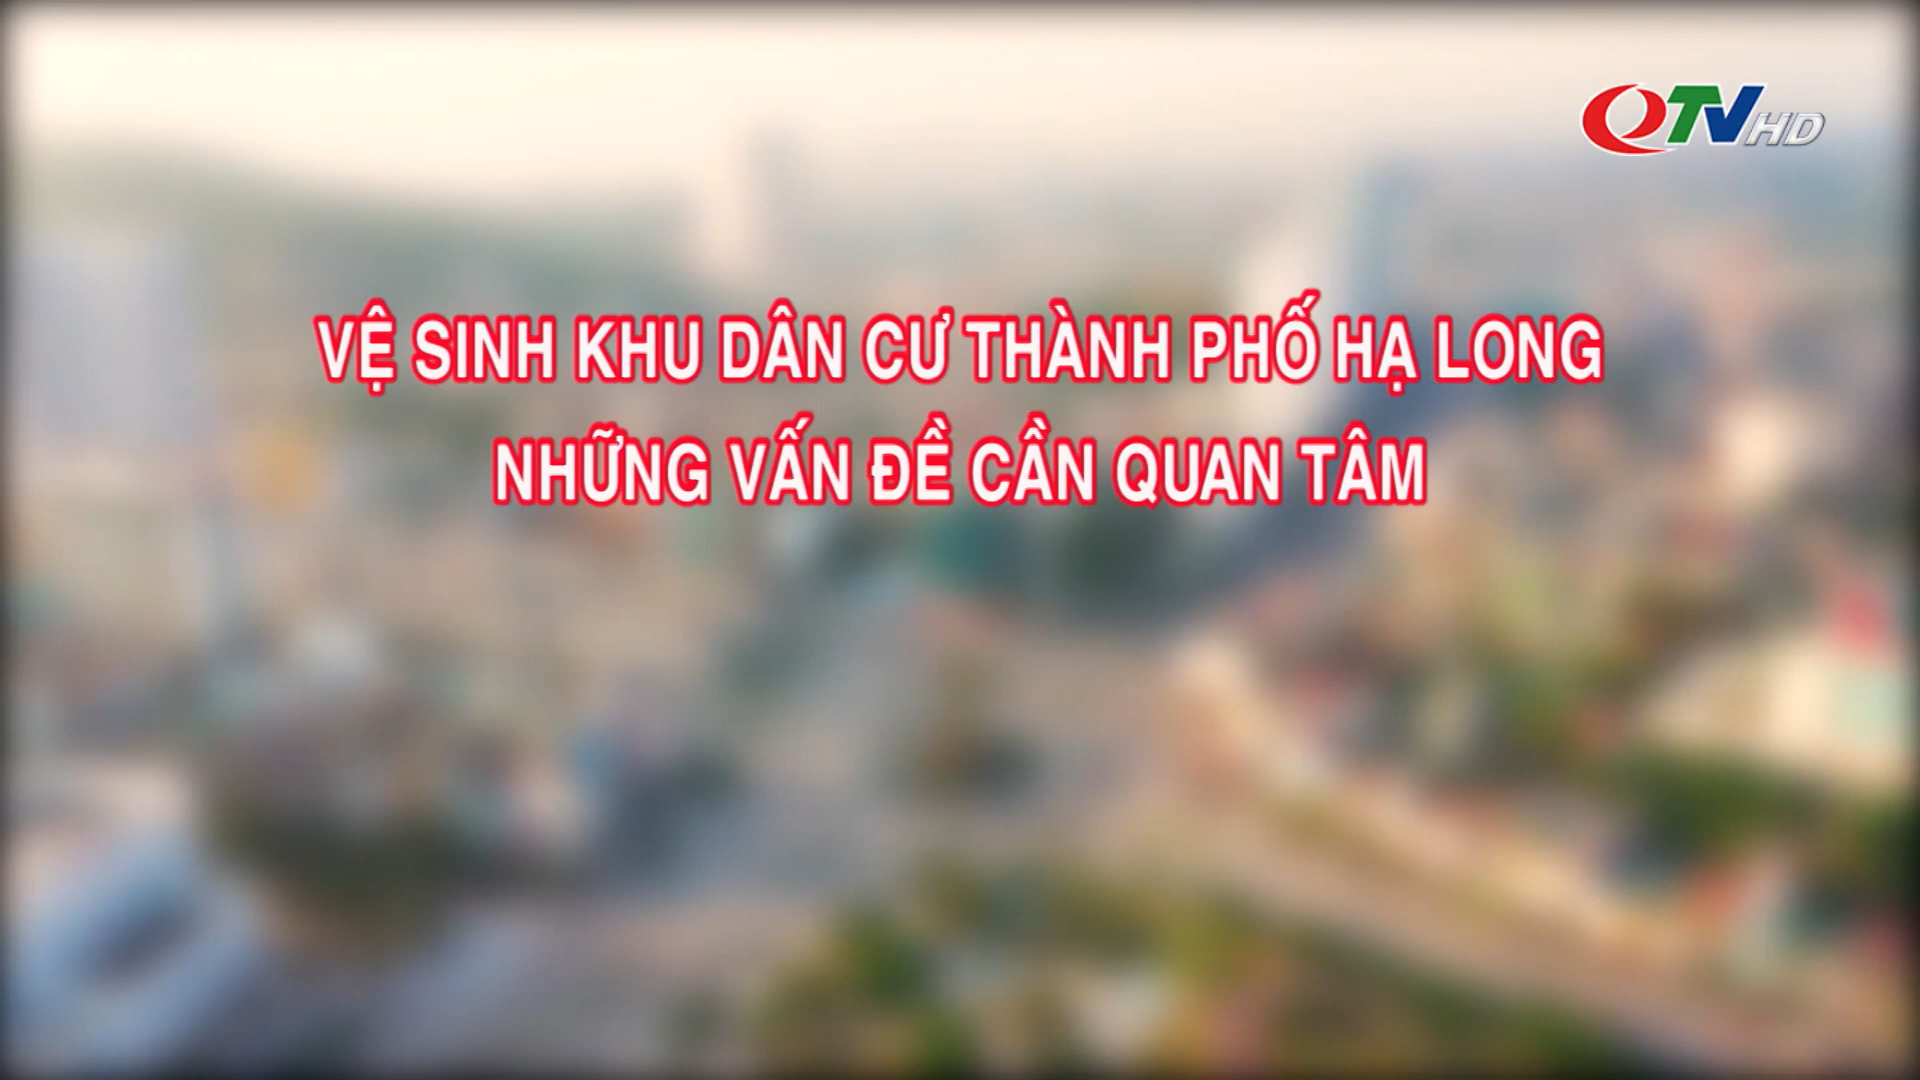 QTV HD
VỆ SINH KHU DÂN CƯ THÀNH PHỐ HẠ LONG
NHỮNG VẤN ĐỀ CẦN QUAN TÂM